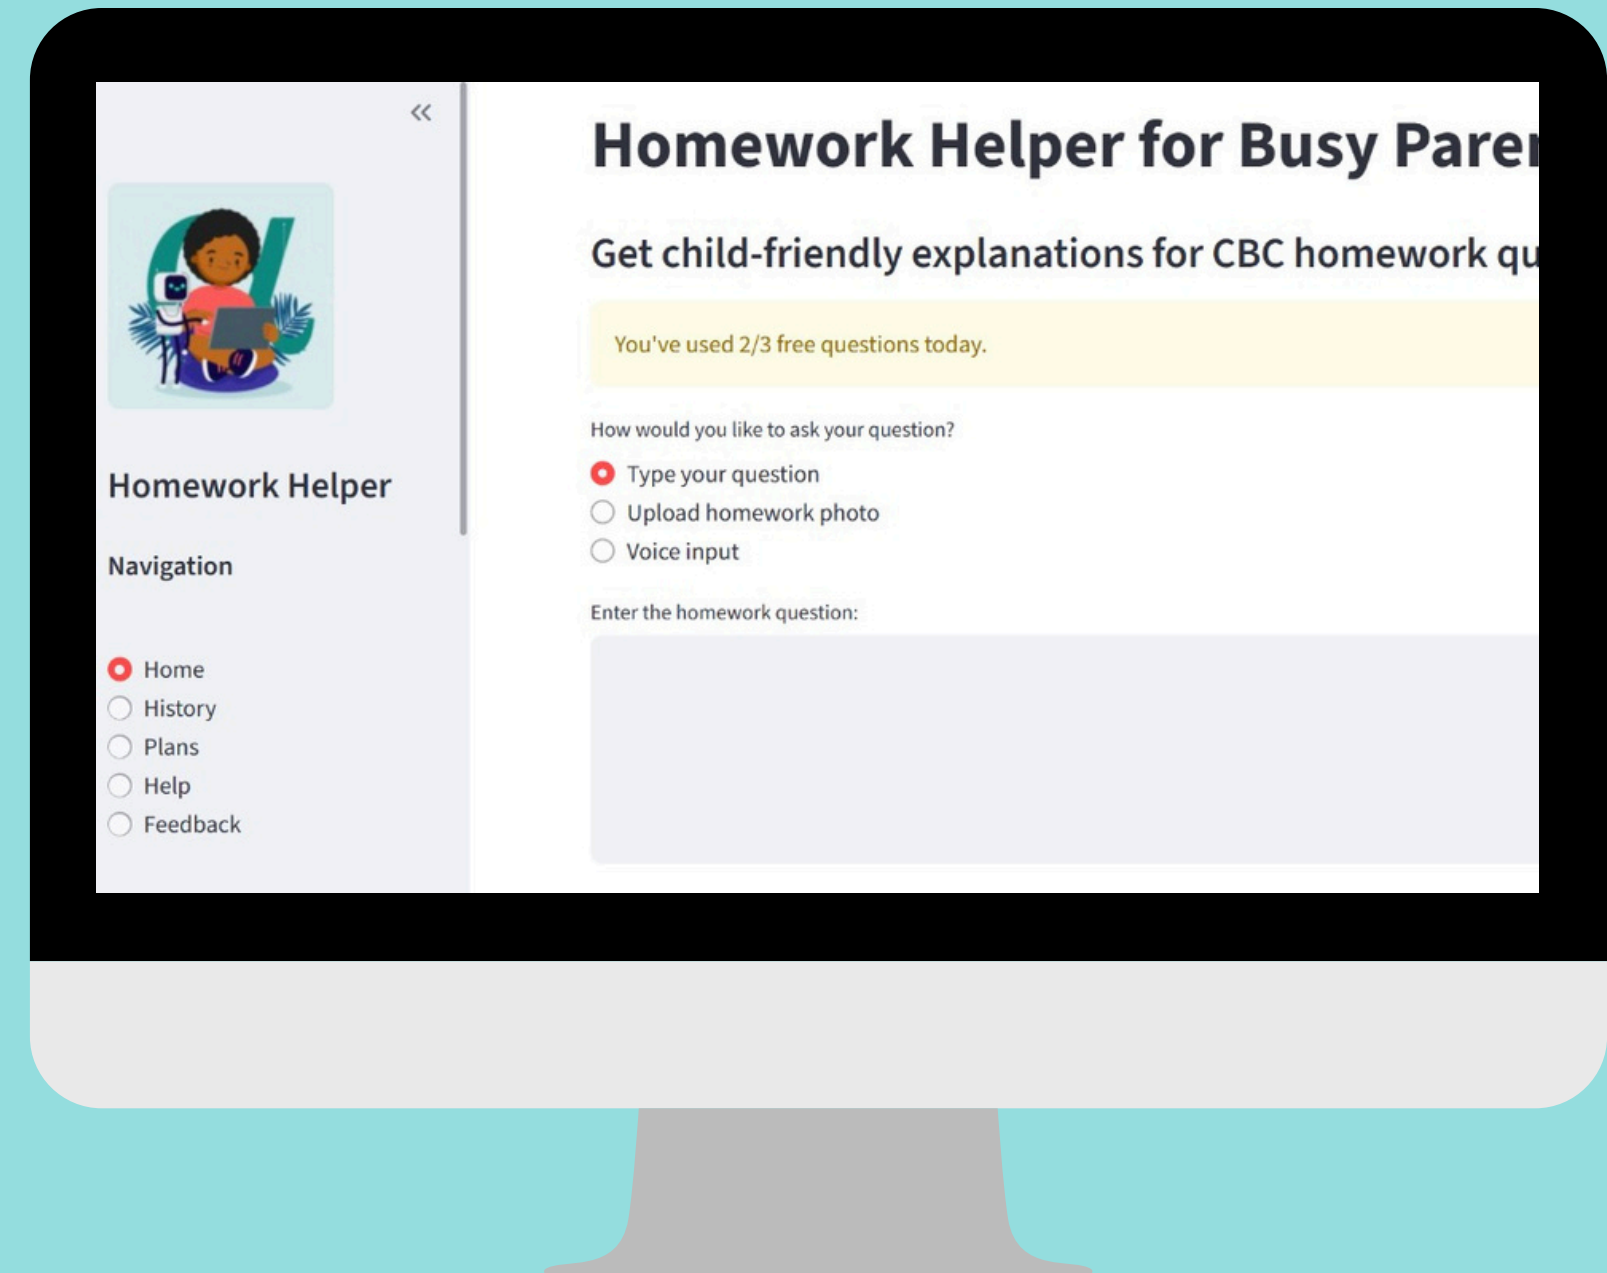 Homework Helper
Navigation
Home
History
Plans
Help
Feedback
Homework Helper for Busy
Get child-friendly explanations for CBC homework
You've used 2/3 free questions today.
How would you like to ask your question?
Type your question
Upload homework photo
Voice input
Enter the homework question: